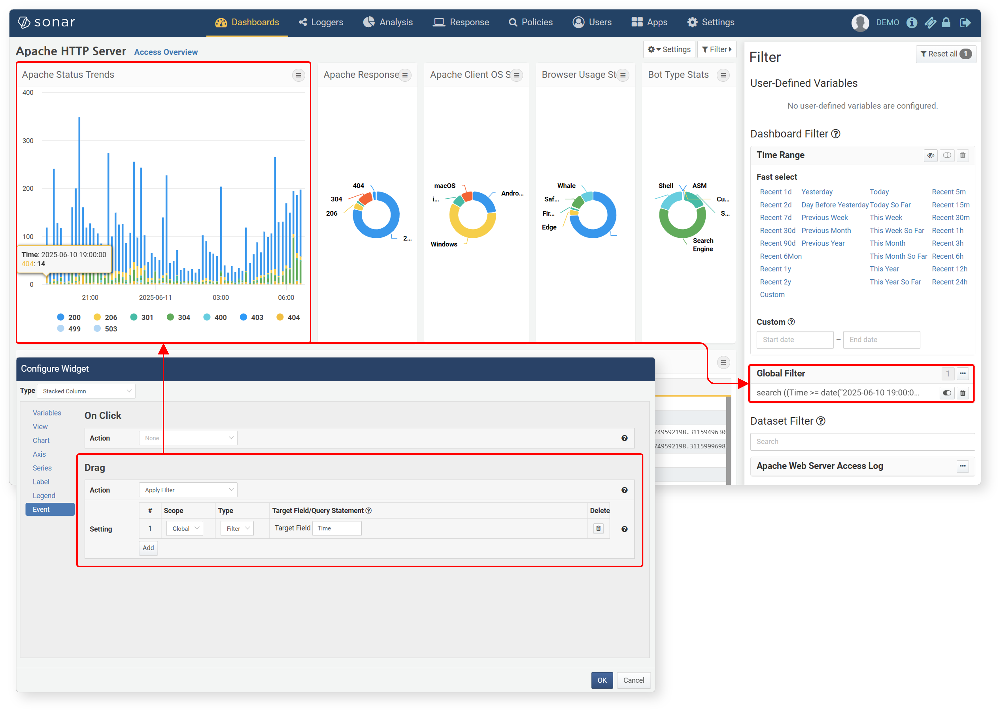 sonar
Dashboards
Loggers
Analysis
Response
Policies
Users
Apps
Settings
DEMO
Apache HTTP Server Access Overview
Settings
Filter
Apache Status Trends
400
300
200
100
0
Time: 2025-06-10 19:00:00
404: 14
21:00 2025-06-11 03:00 06:00
200 206 301 304 400 403 404
499 503
Apache Response
404
304
206
2...
Apache Client OS S
macOS
i...
Andro...
Windows
Browser Usage St
Whale
Saf...
Fir...
Edge
Bot Type Stats
Shell
ASM
Cu...
S...
Search
Engine
Filter
Reset all 1
User-Defined Variables
No user-defined variables are configured.
Dashboard Filter
Time Range
Fast select
Recent 1d Yesterday Today Recent 5m
Recent 2d Day Before Yesterday Today So Far Recent 15m
Recent 7d Previous Week This Week Recent 30m
Recent 30d Previous Month This Week So Far Recent 1h
Recent 90d Previous Year This Month Recent 3h
Recent 6Mon This Month So Far Recent 6h
Recent 1y This Year Recent 12h
Recent 2y This Year So Far Recent 24h
Custom
Custom
Start date – End date
Global Filter 1
search ((Time >= date("2025-06-10 19:00:0...
Dataset Filter
Search
Apache Web Server Access Log
Configure Widget
Type Stacked Column
Variables
View
Chart
Axis
Series
Label
Legend
Event
On Click
Action None
Drag
Action Apply Filter
Setting
# Scope Type Target Field/Query Statement Delete
1 Global Filter Target Field Time
Add
OK Cancel